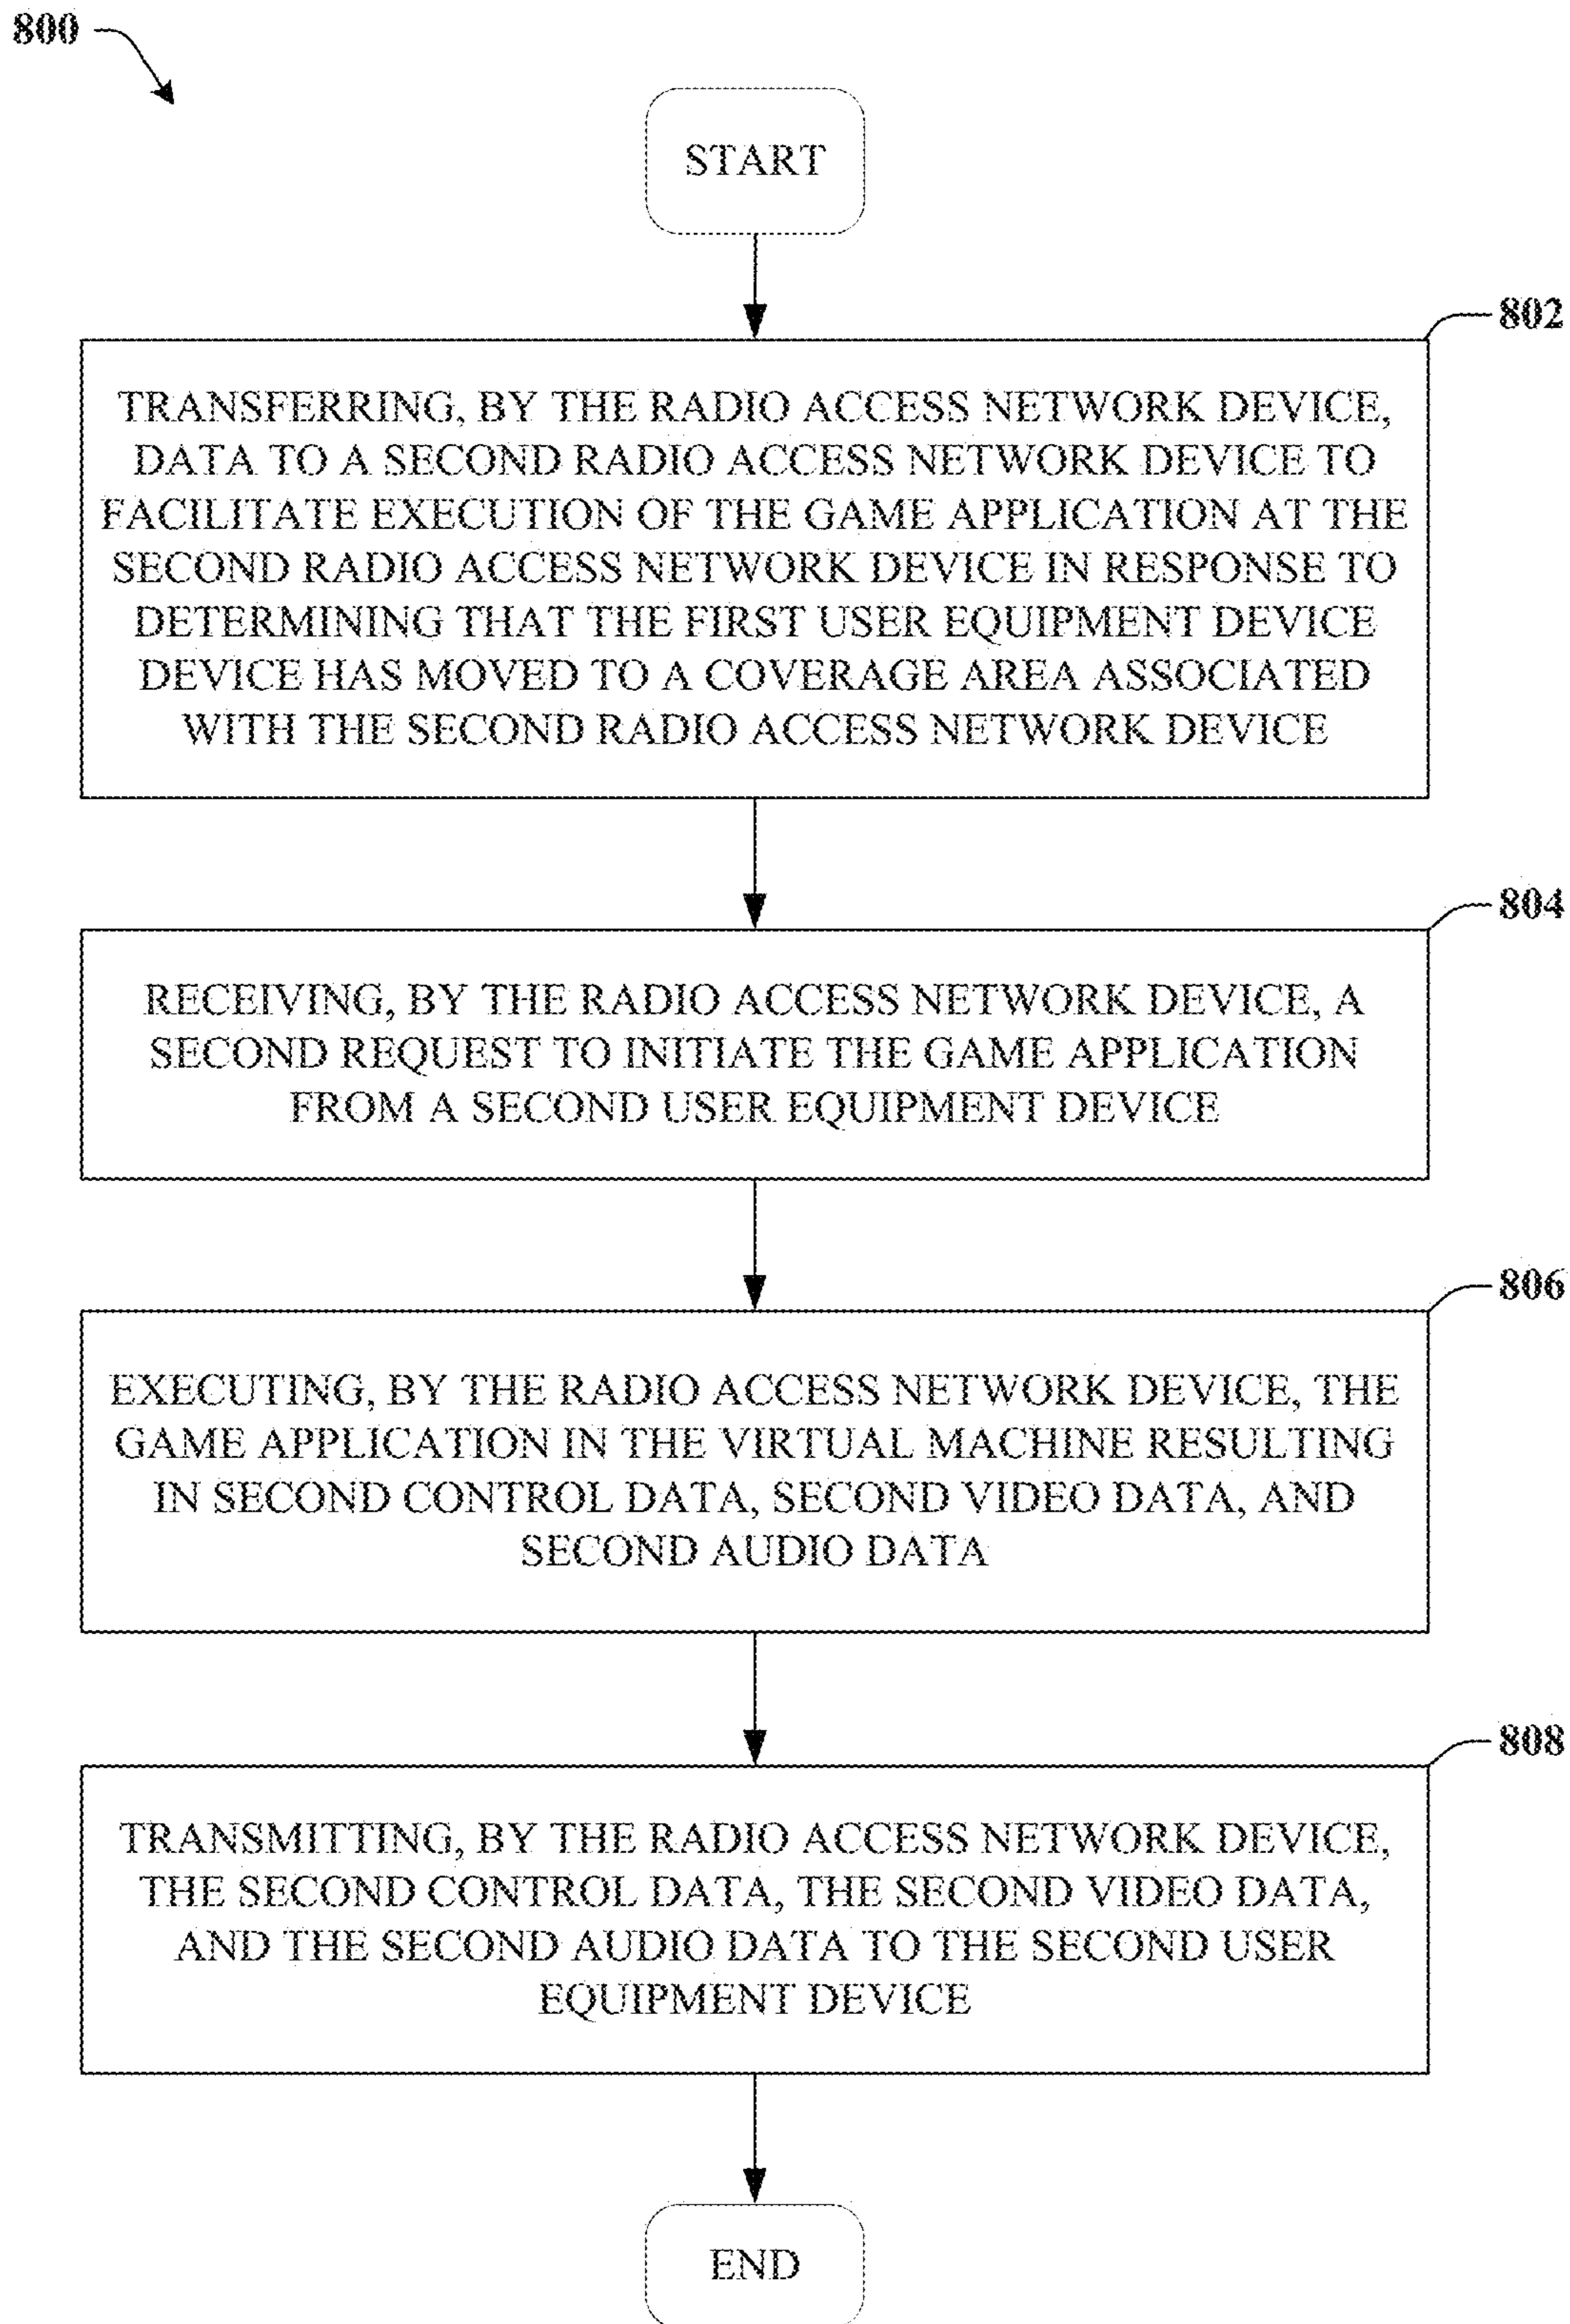 800
START
802
TRANSFERRING, BY THE RADIO ACCESS NETWORK DEVICE,
DATA TO A SECOND RADIO ACCESS NETWORK DEVICE TO
FACILITATE EXECUTION OF THE GAME APPLICATION AT THE
SECOND RADIO ACCESS NETWORK DEVICE IN RESPONSE TO
DETERMINING THAT THE FIRST USER EQUIPMENT DEVICE
DEVICE HAS MOVED TO A COVERAGE AREA ASSOCIATED
WITH THE SECOND RADIO ACCESS NETWORK DEVICE
804
RECEIVING, BY THE RADIO ACCESS NETWORK DEVICE, A
SECOND REQUEST TO INITIATE THE GAME APPLICATION
FROM A SECOND USER EQUIPMENT DEVICE
806
EXECUTING, BY THE RADIO ACCESS NETWORK DEVICE, THE
GAME APPLICATION IN THE VIRTUAL MACHINE RESULTING
IN SECOND CONTROL DATA, SECOND VIDEO DATA, AND
SECOND AUDIO DATA
808
TRANSMITTING, BY THE RADIO ACCESS NETWORK DEVICE,
THE SECOND CONTROL DATA, THE SECOND VIDEO DATA,
AND THE SECOND AUDIO DATA TO THE SECOND USER
EQUIPMENT DEVICE
END